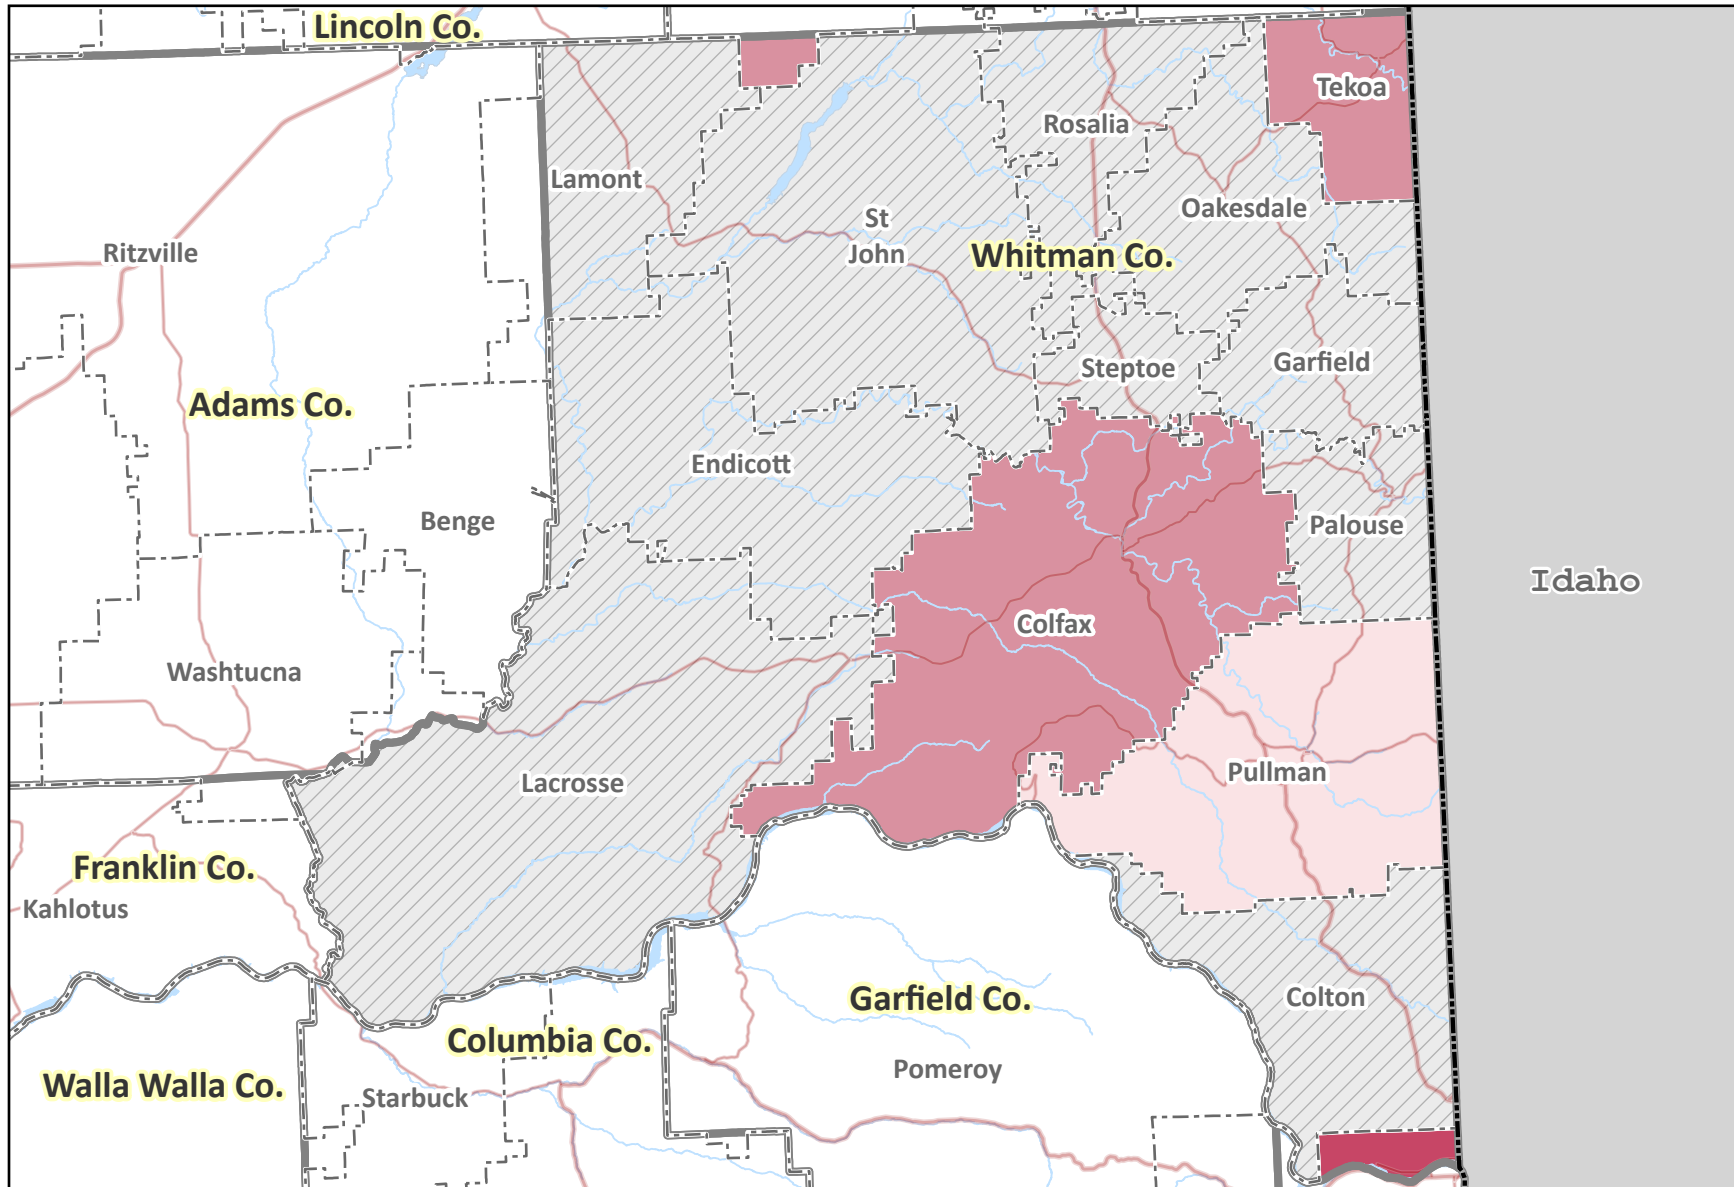 Lincoln Co.
Tekoa
Rosalia
Lamont
Oakesdale
St
John
Ritzville
Whitman Co.
Steptoe
Garfield
Adams Co.
Endicott
Benge
Palouse
Idaho
Colfax
Washtucna
Pullman
Lacrosse
Franklin Co.
Kahlotus
Garfield Co.
Colton
Columbia Co.
Pomeroy
Walla Walla Co.
Starbuck